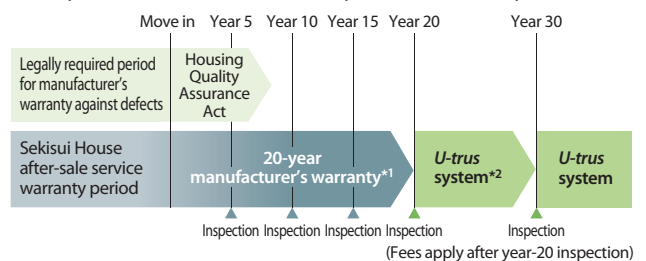 Move in Year 5 Year 10 Year 15 Year 20 Year 30
Legally required period
for manufacturer's
warranty against defects
Housing
Quality
Assurance
Act
Sekisui House
after-sale service
warranty period
20-year
manufacturer's warranty*1
U-trus
system*2
U-trus
system
Inspection Inspection Inspection Inspection Inspection
(Fees apply after year-20 inspection)